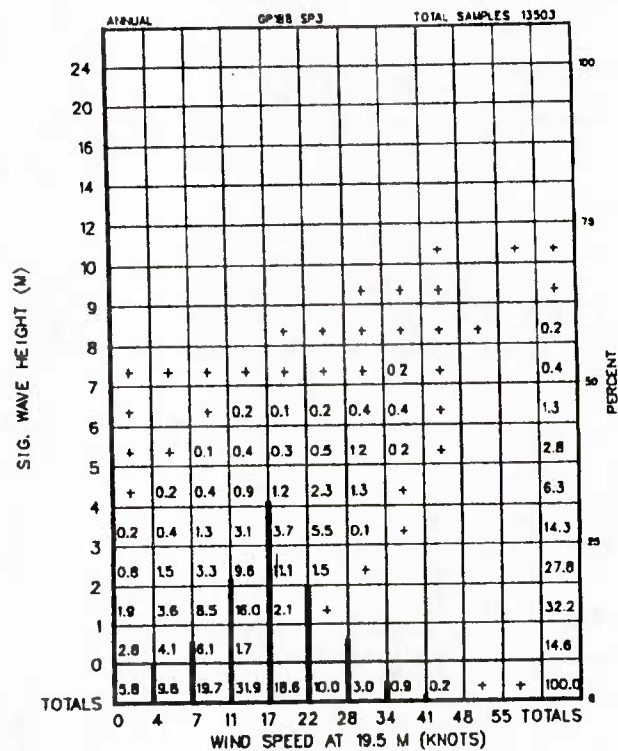 ANNUAL GP188 SP3 TOTAL SAMPLES 13503
24 100
20
18
16
14
12 75
11 + + +
10 + + + +
9 + + + + + + 0.2
8 + + + + + + + 0.2 + 0.4
7 50
+ + 0.2 0.1 0.2 0.4 0.4 + 1.3
6
+ + 0.1 0.4 0.3 0.5 1.2 0.2 + 2.8
5
+ 0.2 0.4 0.9 1.2 2.3 1.3 + 6.3
4
0.2 0.4 1.3 3.1 3.7 5.5 0.1 + 14.3
3 25
0.8 1.5 3.3 9.6 11.1 1.5 + 27.8
2
1.9 3.6 8.5 16.0 2.1 + 32.2
1
2.8 4.1 6.1 1.7 14.6
0
5.8 9.8 19.7 31.9 18.6 10.0 3.0 0.9 0.2 + + 100.0
TOTALS 0
0 4 7 11 17 22 28 34 41 48 55 TOTALS
WIND SPEED AT 19.5 M (KNOTS)
SIG. WAVE HEIGHT (M)
PERCENT